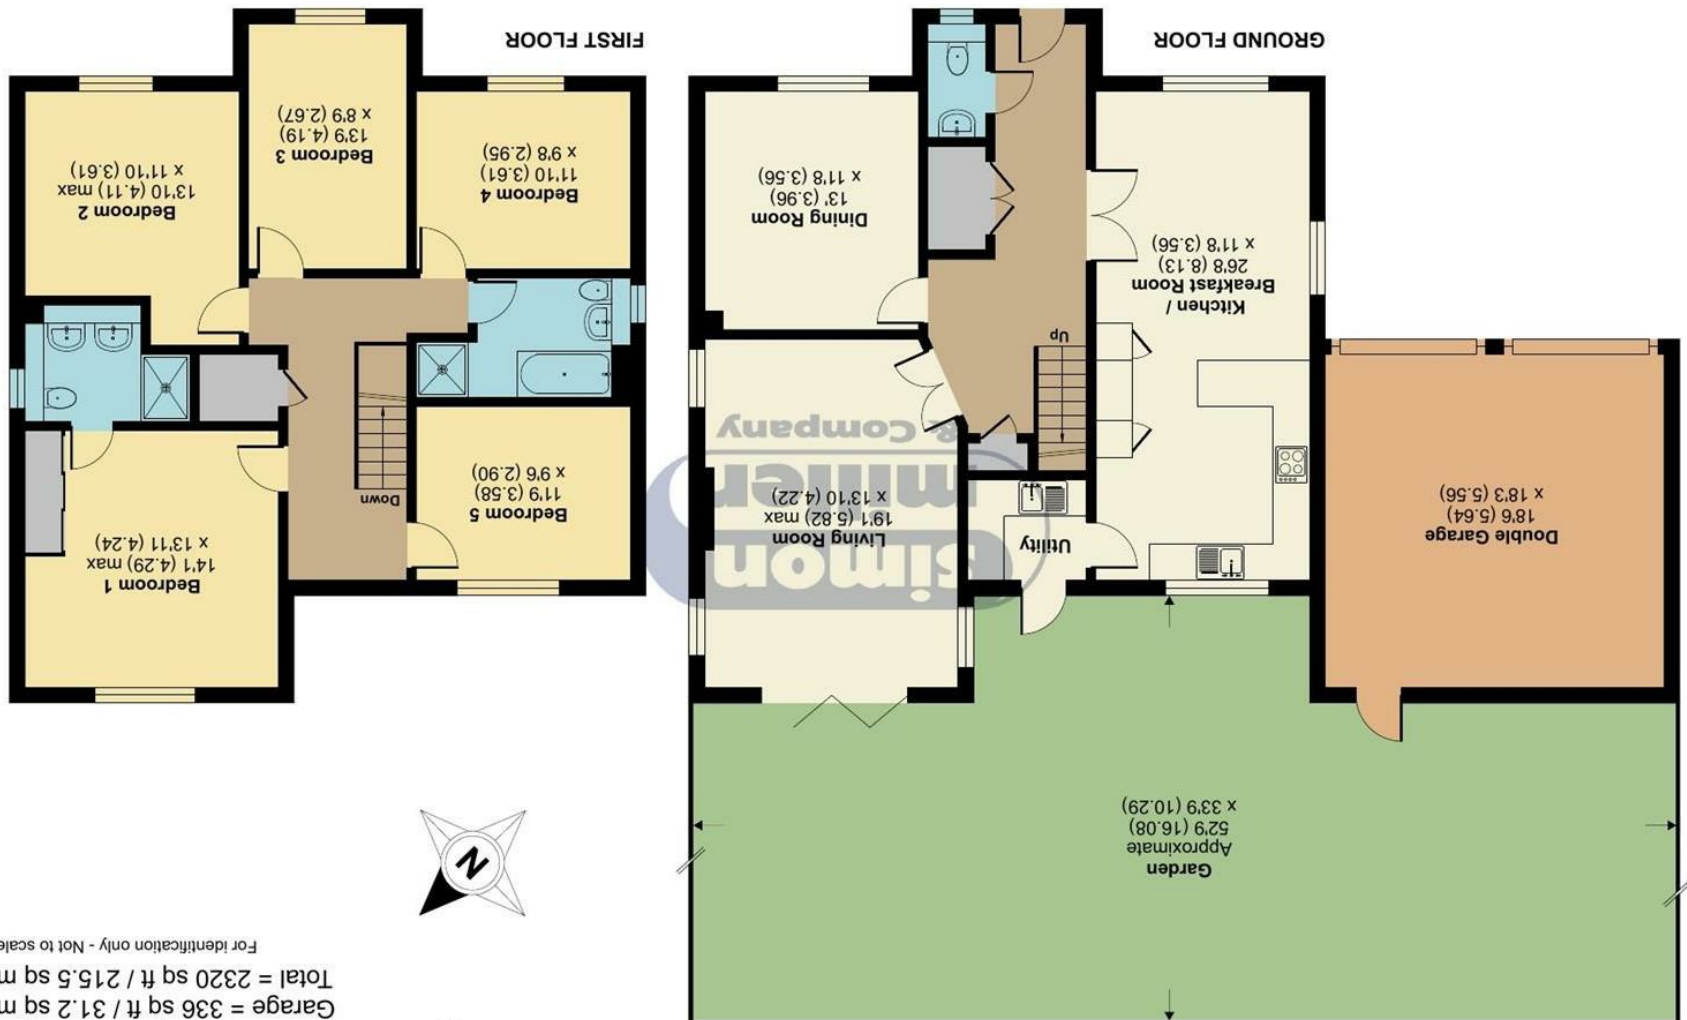 Garage = 336 sq ft / 31.2 sq m
Total = 2320 sq ft / 215.5 sq m
For identification only - Not to scale
N
Garden
Approximate
52'9 (16.08)
x 33'9 (10.29)
Double Garage
18'6 (5.64)
x 18'3 (5.56)
Utility
Living Room
19'1 (5.82) max
x 13'10 (4.22)
simon
miller
& Company
Kitchen /
Breakfast Room
26'8 (8.13)
x 11'8 (3.56)
Up
Dining Room
13' (3.96)
x 11'8 (3.56)
GROUND FLOOR
Bedroom 5
11'9 (3.58)
x 9'6 (2.90)
Down
Bedroom 1
14'1 (4.29) max
x 13'11 (4.24)
Bedroom 4
11'10 (3.61)
x 9'8 (2.95)
Bedroom 3
13'9 (4.19)
x 8'9 (2.67)
Bedroom 2
13'10 (4.11) max
x 11'10 (3.61)
FIRST FLOOR